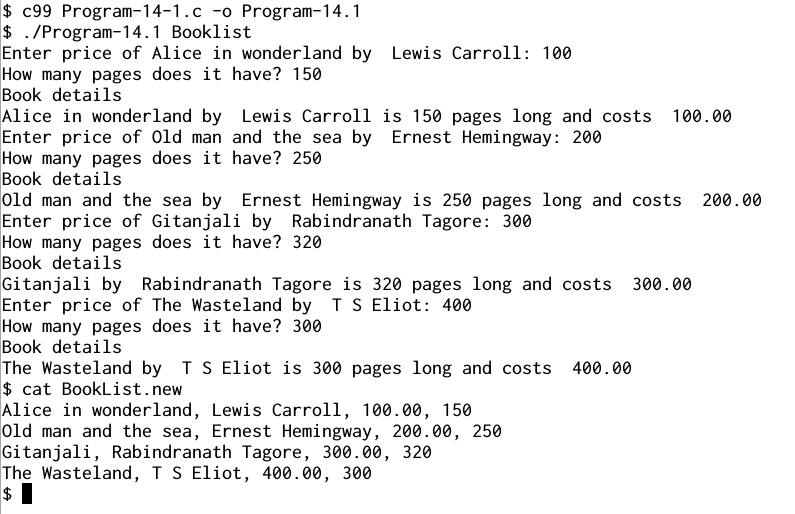 $ c99 Program-14-1.c -o Program-14.1
$ ./Program-14.1 Booklist
Enter price of Alice in wonderland by  Lewis Carroll: 100
How many pages does it have? 150
Book details
Alice in wonderland by  Lewis Carroll is 150 pages long and costs  100.00
Enter price of Old man and the sea by  Ernest Hemingway: 200
How many pages does it have? 250
Book details
Old man and the sea by  Ernest Hemingway is 250 pages long and costs  200.00
Enter price of Gitanjali by  Rabindranath Tagore: 300
How many pages does it have? 320
Book details
Gitanjali by  Rabindranath Tagore is 320 pages long and costs  300.00
Enter price of The Wasteland by  T S Eliot: 400
How many pages does it have? 300
Book details
The Wasteland by  T S Eliot is 300 pages long and costs  400.00
$ cat BookList.new
Alice in wonderland, Lewis Carroll, 100.00, 150
Old man and the sea, Ernest Hemingway, 200.00, 250
Gitanjali, Rabindranath Tagore, 300.00, 320
The Wasteland, T S Eliot, 400.00, 300
$